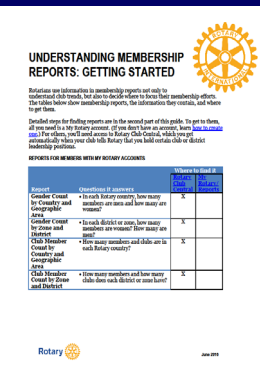 UNDERSTANDING MEMBERSHIP
REPORTS: GETTING STARTED
ROTARY
INTERNATIONAL
Rotarians use information in membership reports not only to
understand club trends, but also to decide where to focus their membership efforts.
The tables below show membership reports, the information they contain, and where
to get them.
Detailed steps for finding reports are in the second part of this guide. To get to them,
all you need is a My Rotary account. (If you don't have an account, learn how to create
one.) For others, you'll need access to Rotary Club Central, which you get
automatically when your club tells Rotary that you hold certain club or district
leadership positions.
REPORTS FOR MEMBERS WITH MY ROTARY ACCOUNTS
Where to find it
Rotary
Club
Central
My
Rotary/
Reports
Report
Questions it answers
Gender Count
by Country and
Geographic
Area
• In each Rotary country, how many
members are men and how many are
women?
X
Gender Count
by Zone and
District
• In each district or zone, how many
members are women? How many are
men?
X
Club Member
Count by
Country and
Geographic
Area
• How many members and clubs are in
each Rotary country?
X
Club Member
Count by Zone
and District
• How many members and how many
clubs does each district or zone have?
X
Rotary
June 2016